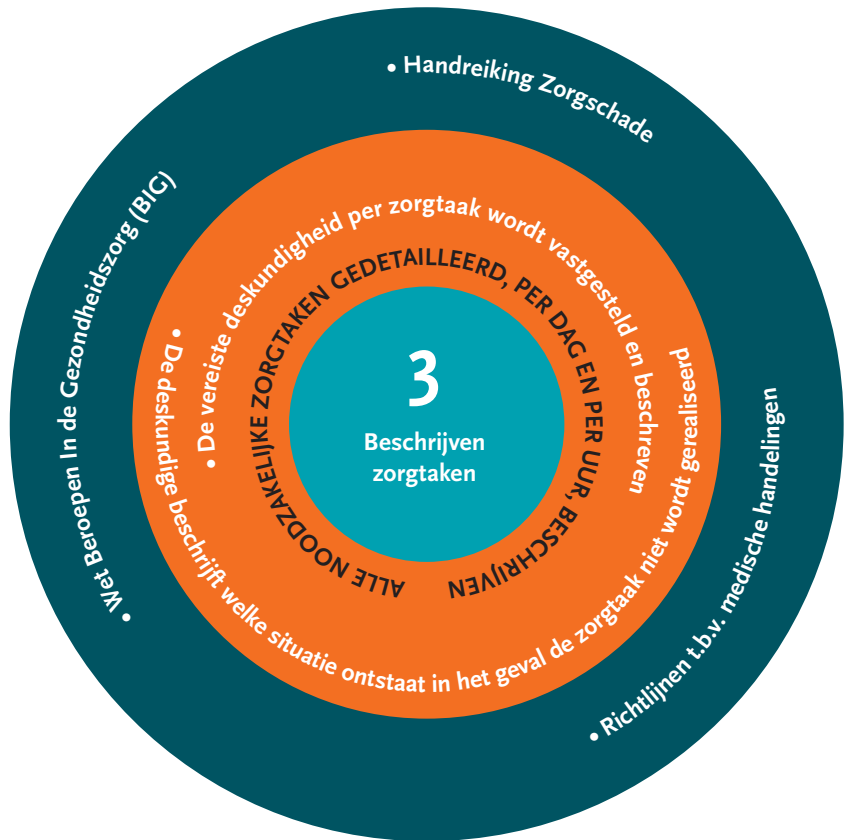 3
Beschrijven
zorgtaken
ALLE NOODZAKELIJKE ZORGTAKEN GEDETAILLEERD, PER DAG EN PER UUR, BESCHRIJVEN
• De vereiste deskundigheid per zorgtaak wordt vastgesteld en beschreven
• De deskundige beschrijft welke situatie ontstaat in het geval de zorgtaak niet wordt gerealiseerd
• Wet Beroepen In de Gezondheidszorg (BIG)
• Handreiking Zorgschade
• Richtlijnen t.b.v. medische handelingen